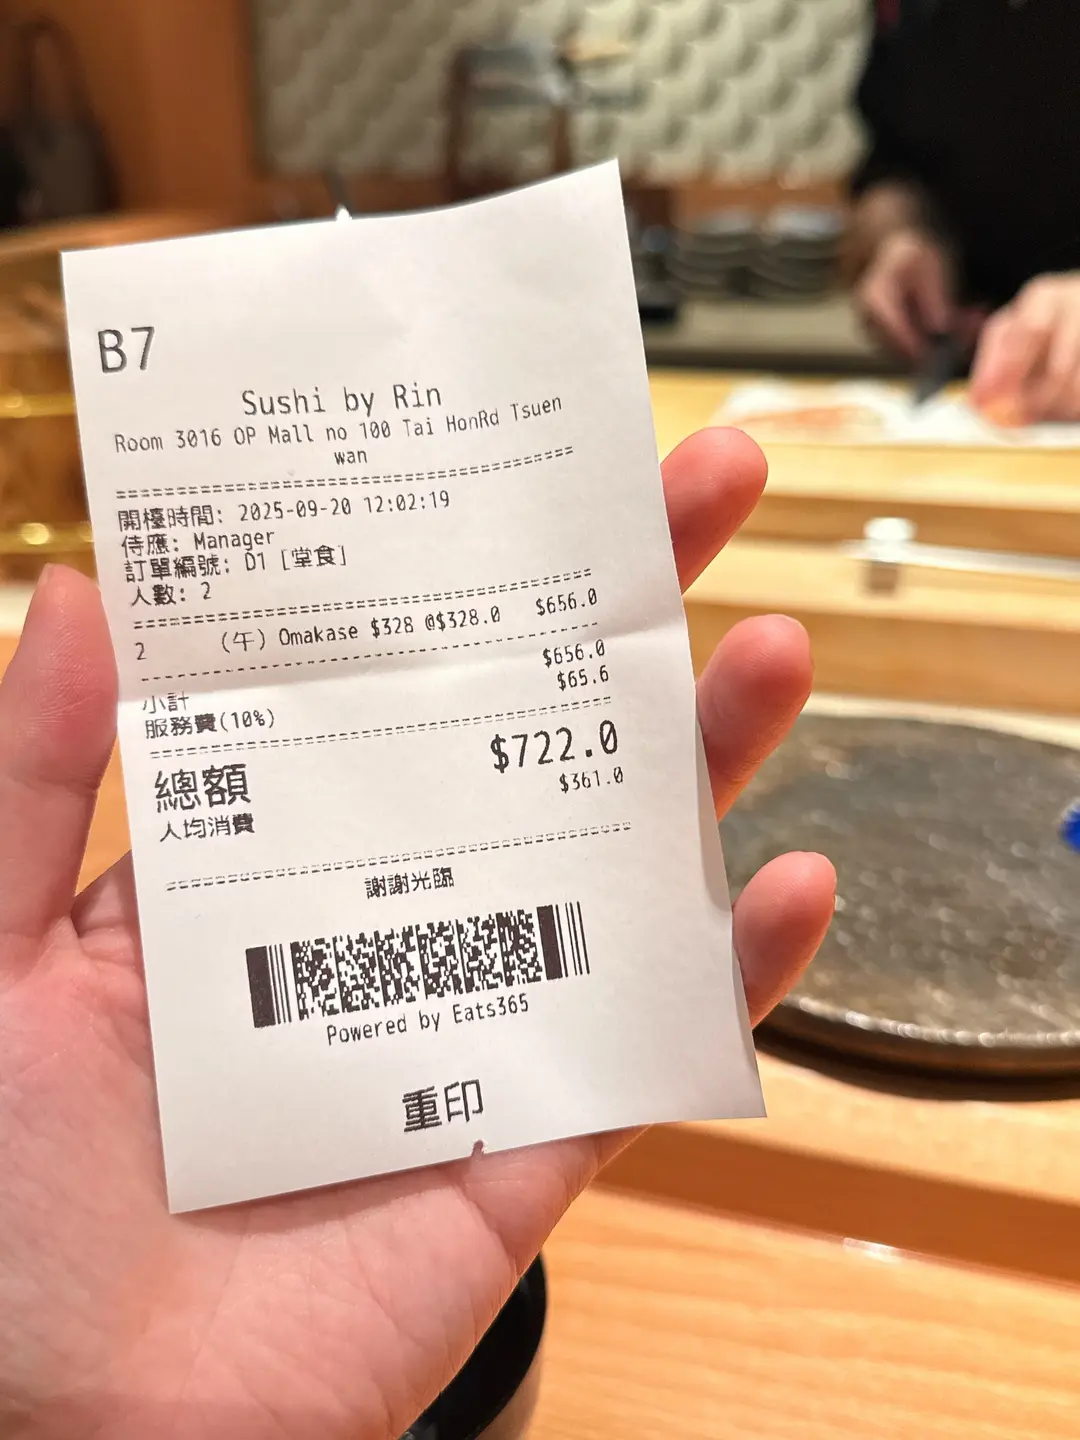 B7
Sushi by Rin
Room 3016 OP Mall no 100 Tai HonRd Tsuen
wan
開檯時間: 2025-09-20 12:02:19
侍應: Manager
訂單編號: D1 [堂食]
人數: 2
2 (午) Omakase $328 @$328.0 $656.0
小計 $656.0
服務費(10%) $65.6
總額 $722.0
人均消費 $361.0
謝謝光臨
Powered by Eats365
重印